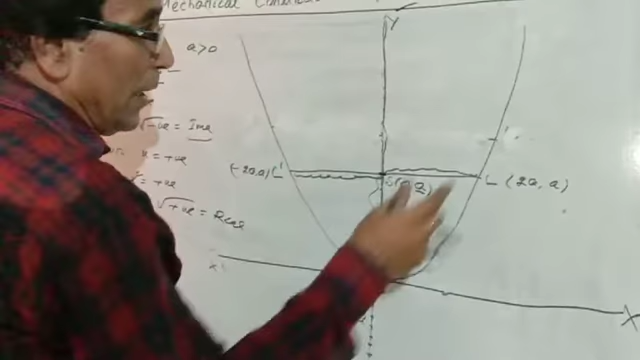 Mechanical
Y
a>0
√-ve = Img
x = +ve
= +ve
√+ve = Real
(-2a,a) L'
S(0,a)
L (2a, a)
X'
X